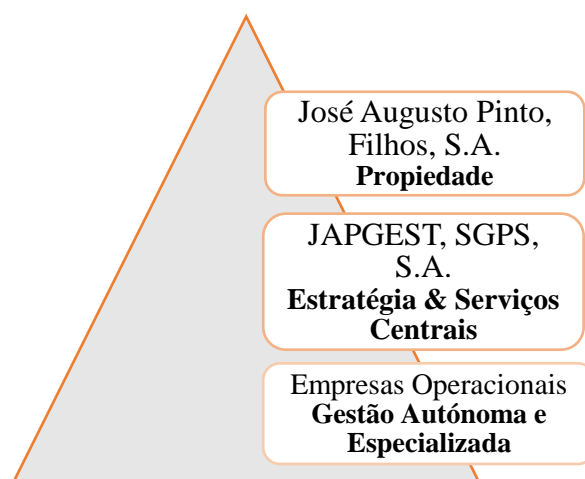 José Augusto Pinto,
Filhos, S.A.
Propiedade
JAPGEST, SGPS,
S.A.
Estratégia & Serviços
Centrais
Empresas Operacionais
Gestão Autónoma e
Especializada